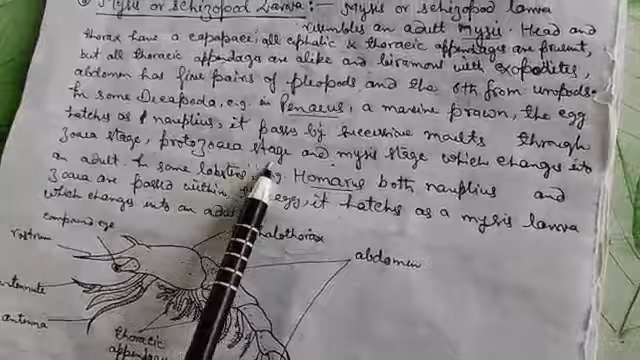 Mysis or schizopod Larva :- Mysis or schizopod larva
resembles an adult Mysis. Head and
thorax have a carapace; all cephalic & thoracic appendages are present,
but all thoracic appendages are alike and biramous with exopodites,
abdomen has five pairs of pleopods and the 6th from uropods.
In some Decapoda, e.g. in Penaeus, a marine prawn, the egg
hatches as nauplius, it passes by successive moults through
Zoaea stage, protozoaea stage and mysis stage which changes into
an adult. In some lobsters, e.g. Homarus both nauplius and
Zoaea are passed within egg, it hatches as a mysis larva
which changes into an adult
compound eye
rostrum
halothorax
abdomen
antennule
antenna
thoracic
appendages